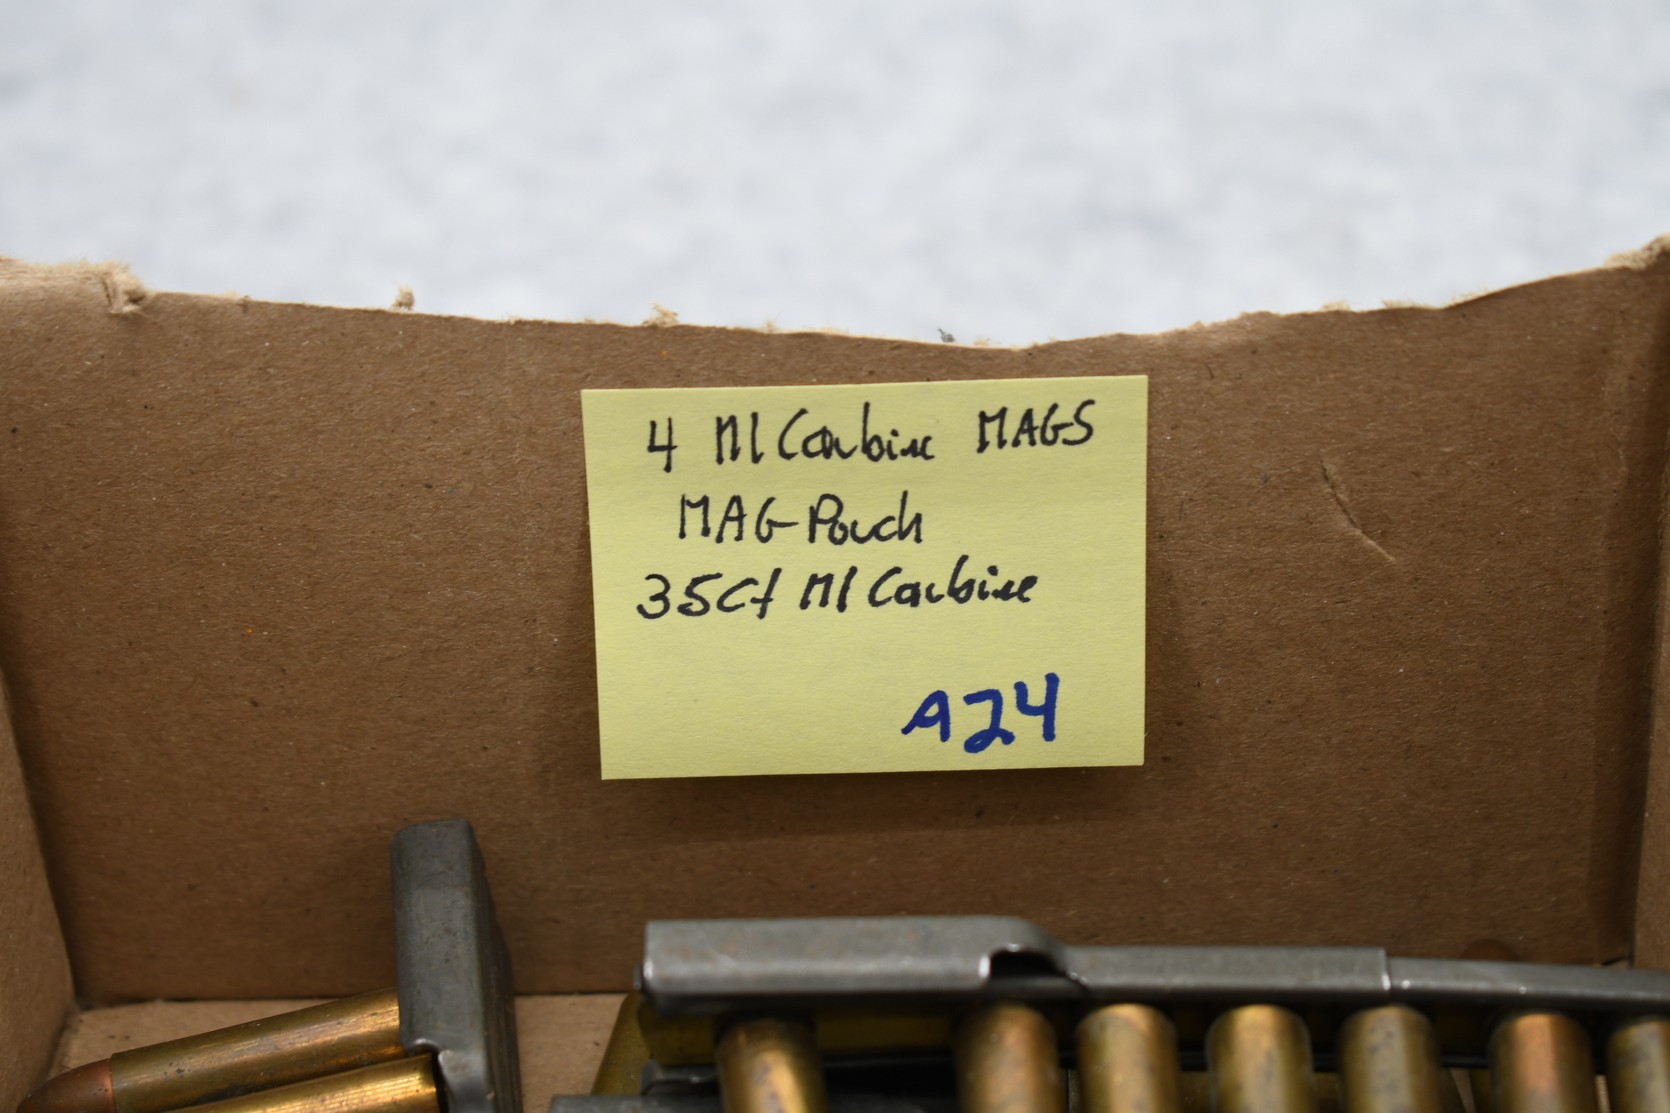 4 M1 Carbine MAGS
MAG-Pouch
35Ct M1 Carbine
A24